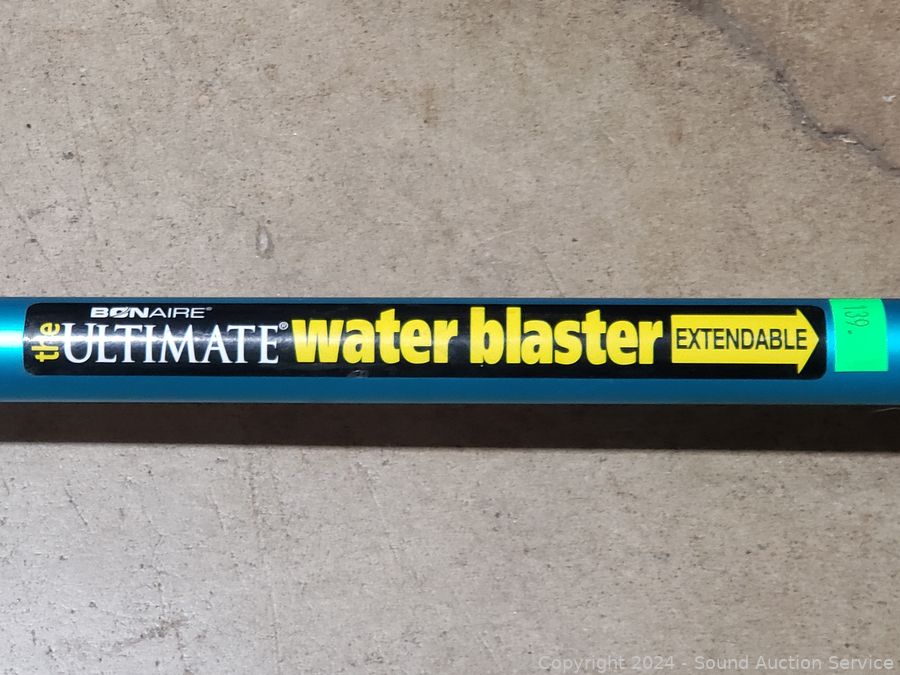 BONAIRE®
the ULTIMATE® water blaster EXTENDABLE
139.
Copyright 2024 - Sound Auction Service